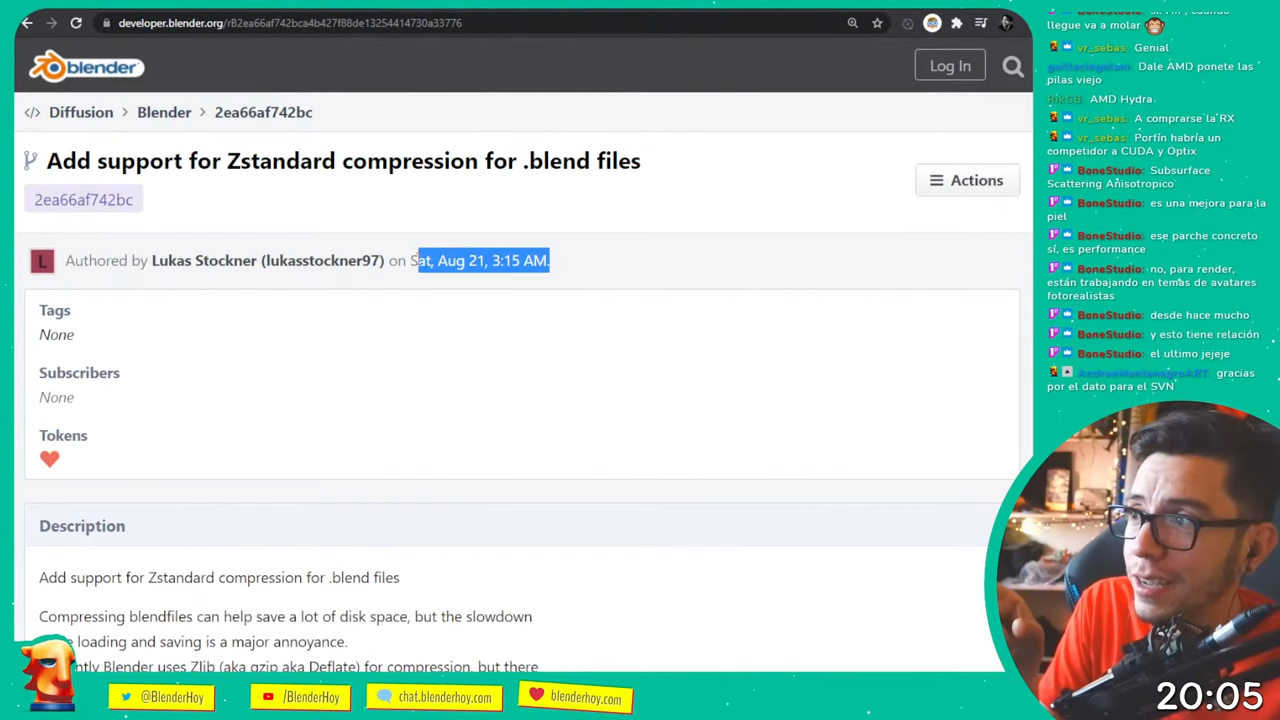 developer.blender.org/rB2ea66af742bca4b427f88de13254414730a33776
blender
Log In
Diffusion > Blender > 2ea66af742bc
Add support for Zstandard compression for .blend files
2ea66af742bc
Actions
L Authored by Lukas Stockner (lukasstockner97) on Sat, Aug 21, 3:15 AM.
Tags
None
Subscribers
None
Tokens
Description
Add support for Zstandard compression for .blend files
Compressing blendfiles can help save a lot of disk space, but the slowdown
loading and saving is a major annoyance.
Blender uses Zlib (aka gzip aka Deflate) for compression, but there
llegue va a molar
vr_sebas: Genial
Dale AMD ponete las
pilas viejo
RikGB AMD Hydra
vr_sebas: A comprarse la RX
vr_sebas: Porfín habría un
competidor a CUDA y Optix
BoneStudio: Subsurface
Scattering Anisotropico
BoneStudio: es una mejora para la
piel
BoneStudio: ese parche concreto
sí, es performance
BoneStudio: no, para render,
están trabajando en temas de avatares
fotorealistas
BoneStudio: desde hace mucho
BoneStudio: y esto tiene relación
BoneStudio: el ultimo jejeje
AndreaMontenegroART: gracias
por el dato para el SVN
@BlenderHoy
/BlenderHoy
chat.blenderhoy.com
blenderhoy.com
20:05